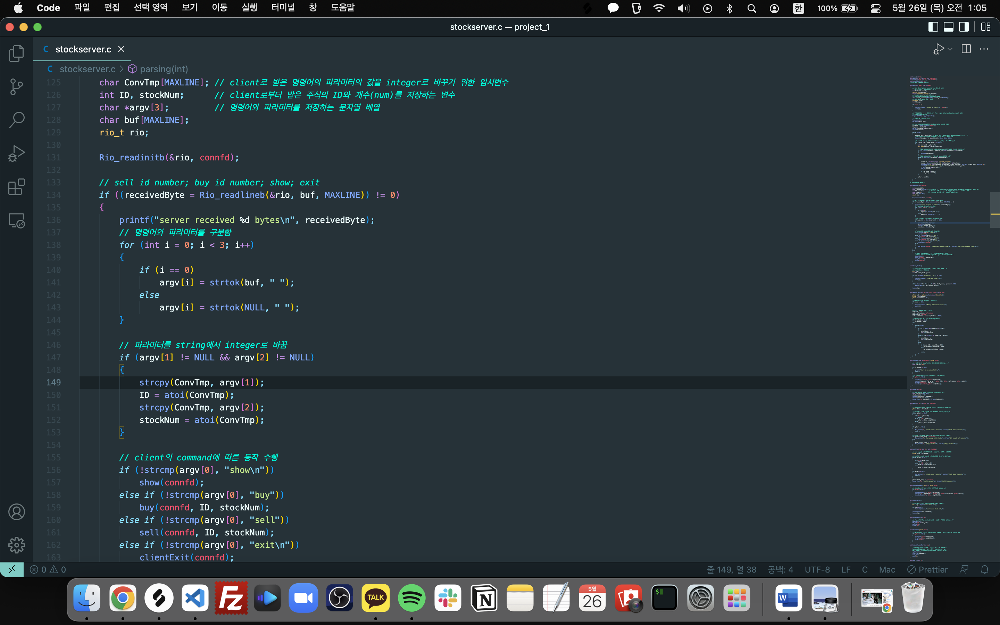 Code 파일 편집 선택 영역 보기 이동 실행 터미널 창 도움말 한 100% 5월 26일 (목) 오전 1:05
stockserver.c — project_1
C stockserver.c
C stockserver.c > parsing(int)
125 char ConvTmp[MAXLINE]; // client로 받은 명령어의 파라미터의 값을 integer로 바꾸기 위한 임시변수
126 int ID, stockNum; // client로부터 받은 주식의 ID와 개수(num)를 저장하는 변수
127 char *argv[3]; // 명령어와 파라미터를 저장하는 문자열 배열
128 char buf[MAXLINE];
129 rio_t rio;
130
131 Rio_readinitb(&rio, connfd);
132
133 // sell id number; buy id number; show; exit
134 if ((receivedByte = Rio_readlineb(&rio, buf, MAXLINE)) != 0)
135 {
136 printf("server received %d bytes\n", receivedByte);
137 // 명령어와 파라미터를 구분함
138 for (int i = 0; i < 3; i++)
139 {
140 if (i == 0)
141 argv[i] = strtok(buf, " ");
142 else
143 argv[i] = strtok(NULL, " ");
144 }
145
146 // 파라미터를 string에서 integer로 바꿈
147 if (argv[1] != NULL && argv[2] != NULL)
148 {
149 strcpy(ConvTmp, argv[1]);
150 ID = atoi(ConvTmp);
151 strcpy(ConvTmp, argv[2]);
152 stockNum = atoi(ConvTmp);
153 }
154
155 // client의 command에 따른 동작 수행
156 if (!strcmp(argv[0], "show\n"))
157 show(connfd);
158 else if (!strcmp(argv[0], "buy"))
159 buy(connfd, ID, stockNum);
160 else if (!strcmp(argv[0], "sell"))
161 sell(connfd, ID, stockNum);
162 else if (!strcmp(argv[0], "exit\n"))
163 clientExit(connfd);
0 0 줄 149, 열 38 공백: 4 UTF-8 LF C Mac Prettier
Fz TALK N 5월 26 $ W